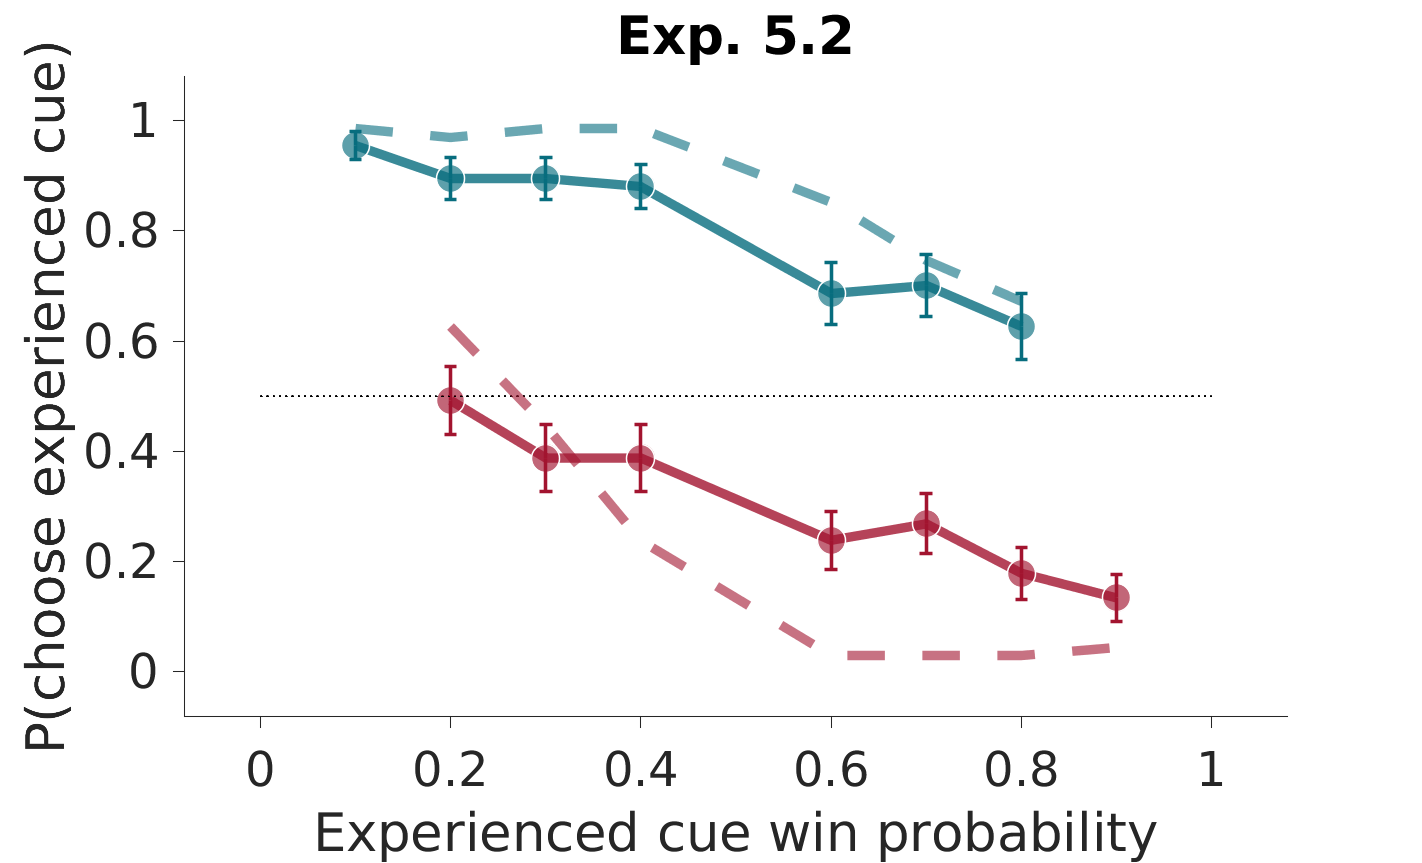 Exp. 5.2
P(choose experienced cue)
1
0.8
0.6
0.4
0.2
0
0 0.2 0.4 0.6 0.8 1
Experienced cue win probability